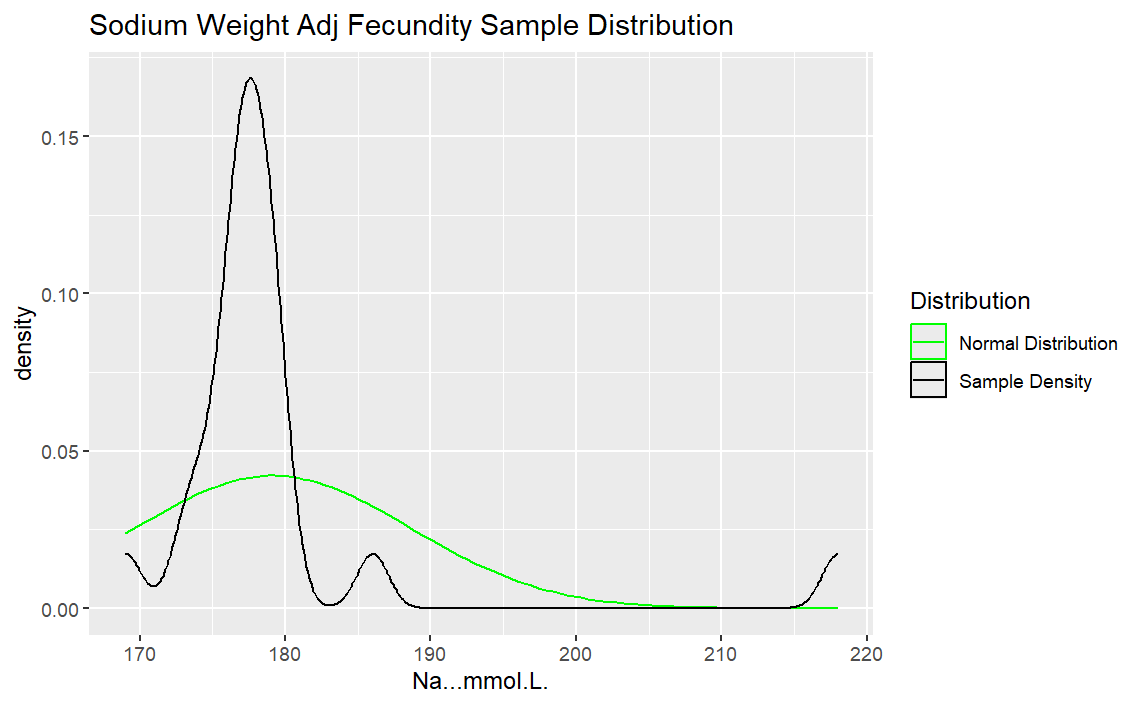 Sodium Weight Adj Fecundity Sample Distribution
density
0.15
0.10
0.05
0.00
170 180 190 200 210 220
Na...mmol.L.
Distribution
Normal Distribution
Sample Density